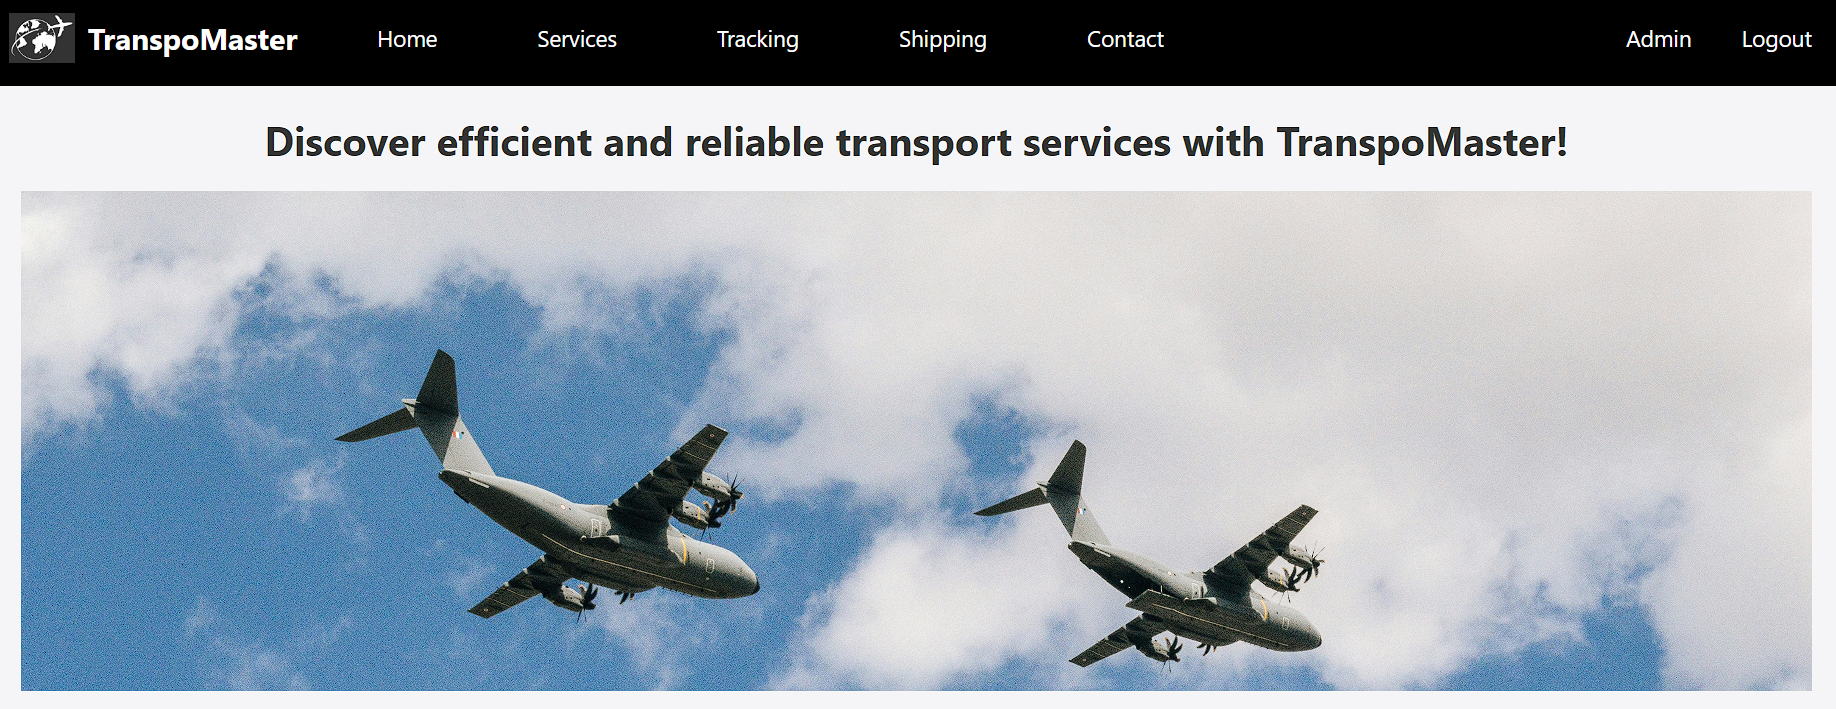 TranspoMaster Home Services Tracking Shipping Contact Admin Logout
Discover efficient and reliable transport services with TranspoMaster!